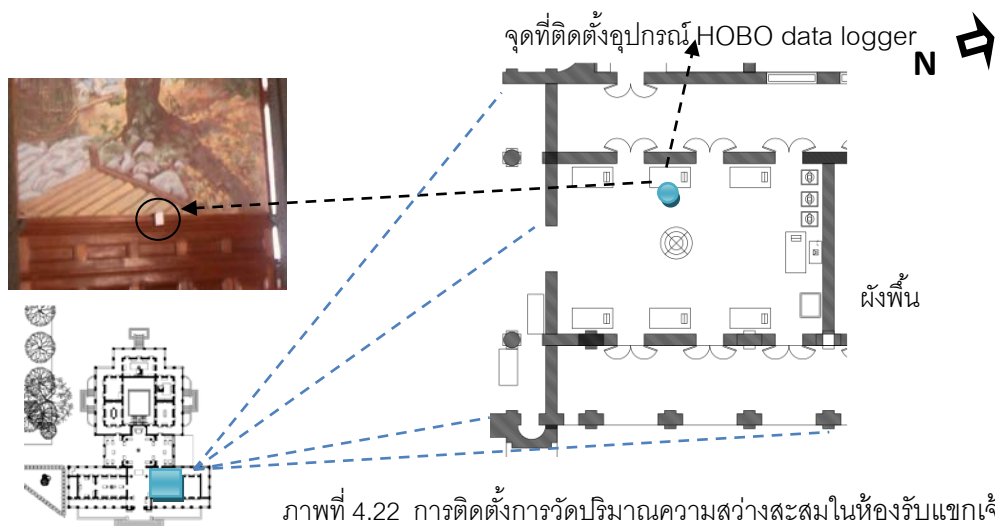 จุดที่ติดตั้งอุปกรณ์ HOBO data logger
N
ผังพื้น
ภาพที่ 4.22 การติดตั้งการวัดปริมาณความสว่างสะสมในห้องรับแขกเจ้